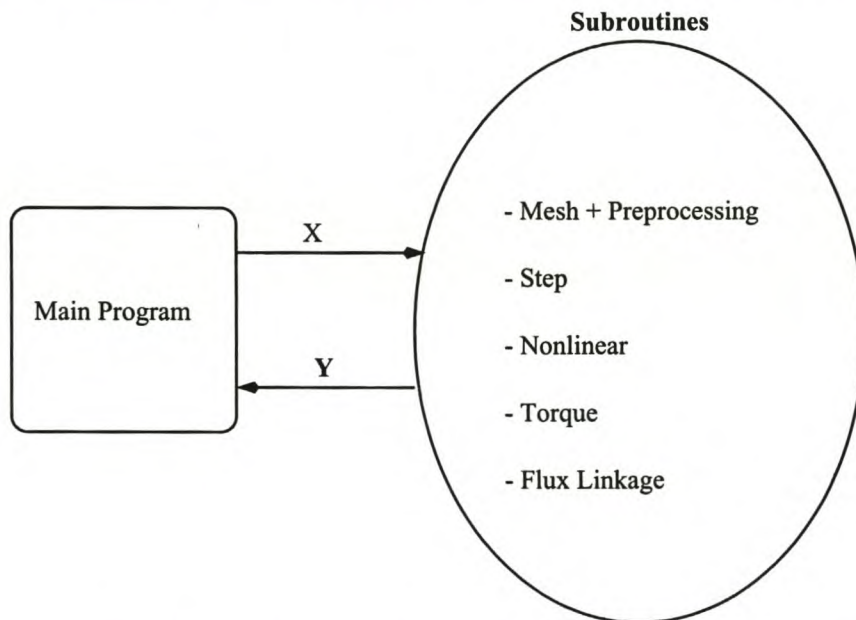 Subroutines
- Mesh + Preprocessing
X
- Step
Main Program
- Nonlinear
Y
- Torque
- Flux Linkage